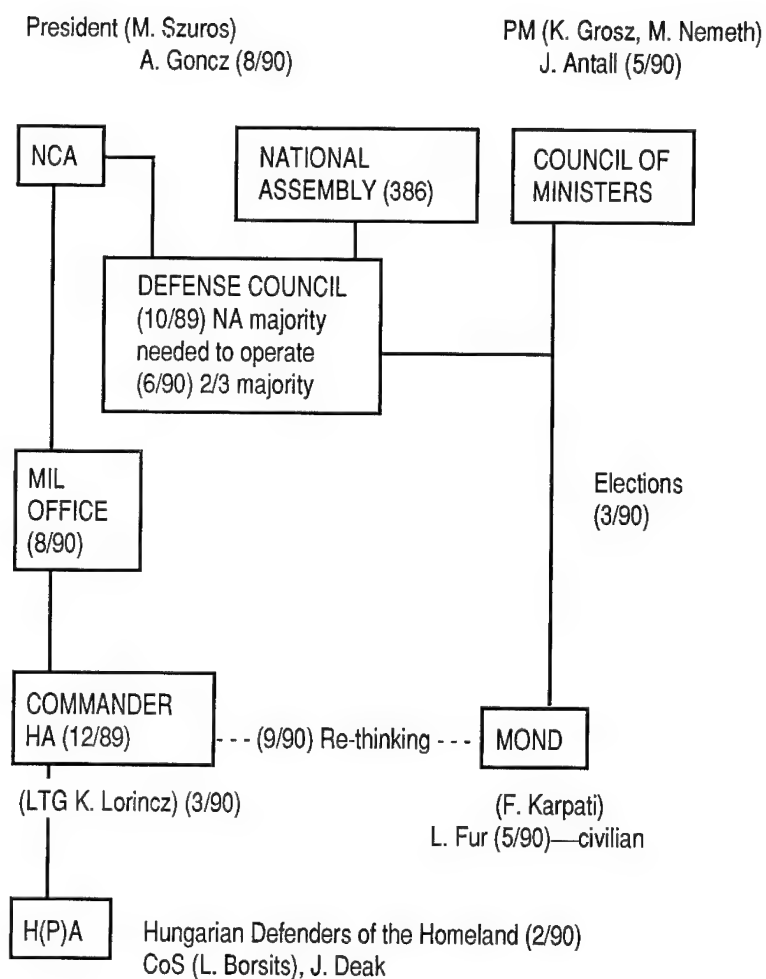 President (M. Szuros)
A. Goncz (8/90)
PM (K. Grosz, M. Nemeth)
J. Antall (5/90)
NCA
NATIONAL
ASSEMBLY (386)
COUNCIL OF
MINISTERS
DEFENSE COUNCIL
(10/89) NA majority
needed to operate
(6/90) 2/3 majority
MIL
OFFICE
(8/90)
Elections
(3/90)
COMMANDER
HA (12/89)
- - - (9/90) Re-thinking - - -
MOND
(LTG K. Lorincz) (3/90)
(F. Karpati)
L. Fur (5/90)—civilian
H(P)A
Hungarian Defenders of the Homeland (2/90)
CoS (L. Borsits), J. Deak